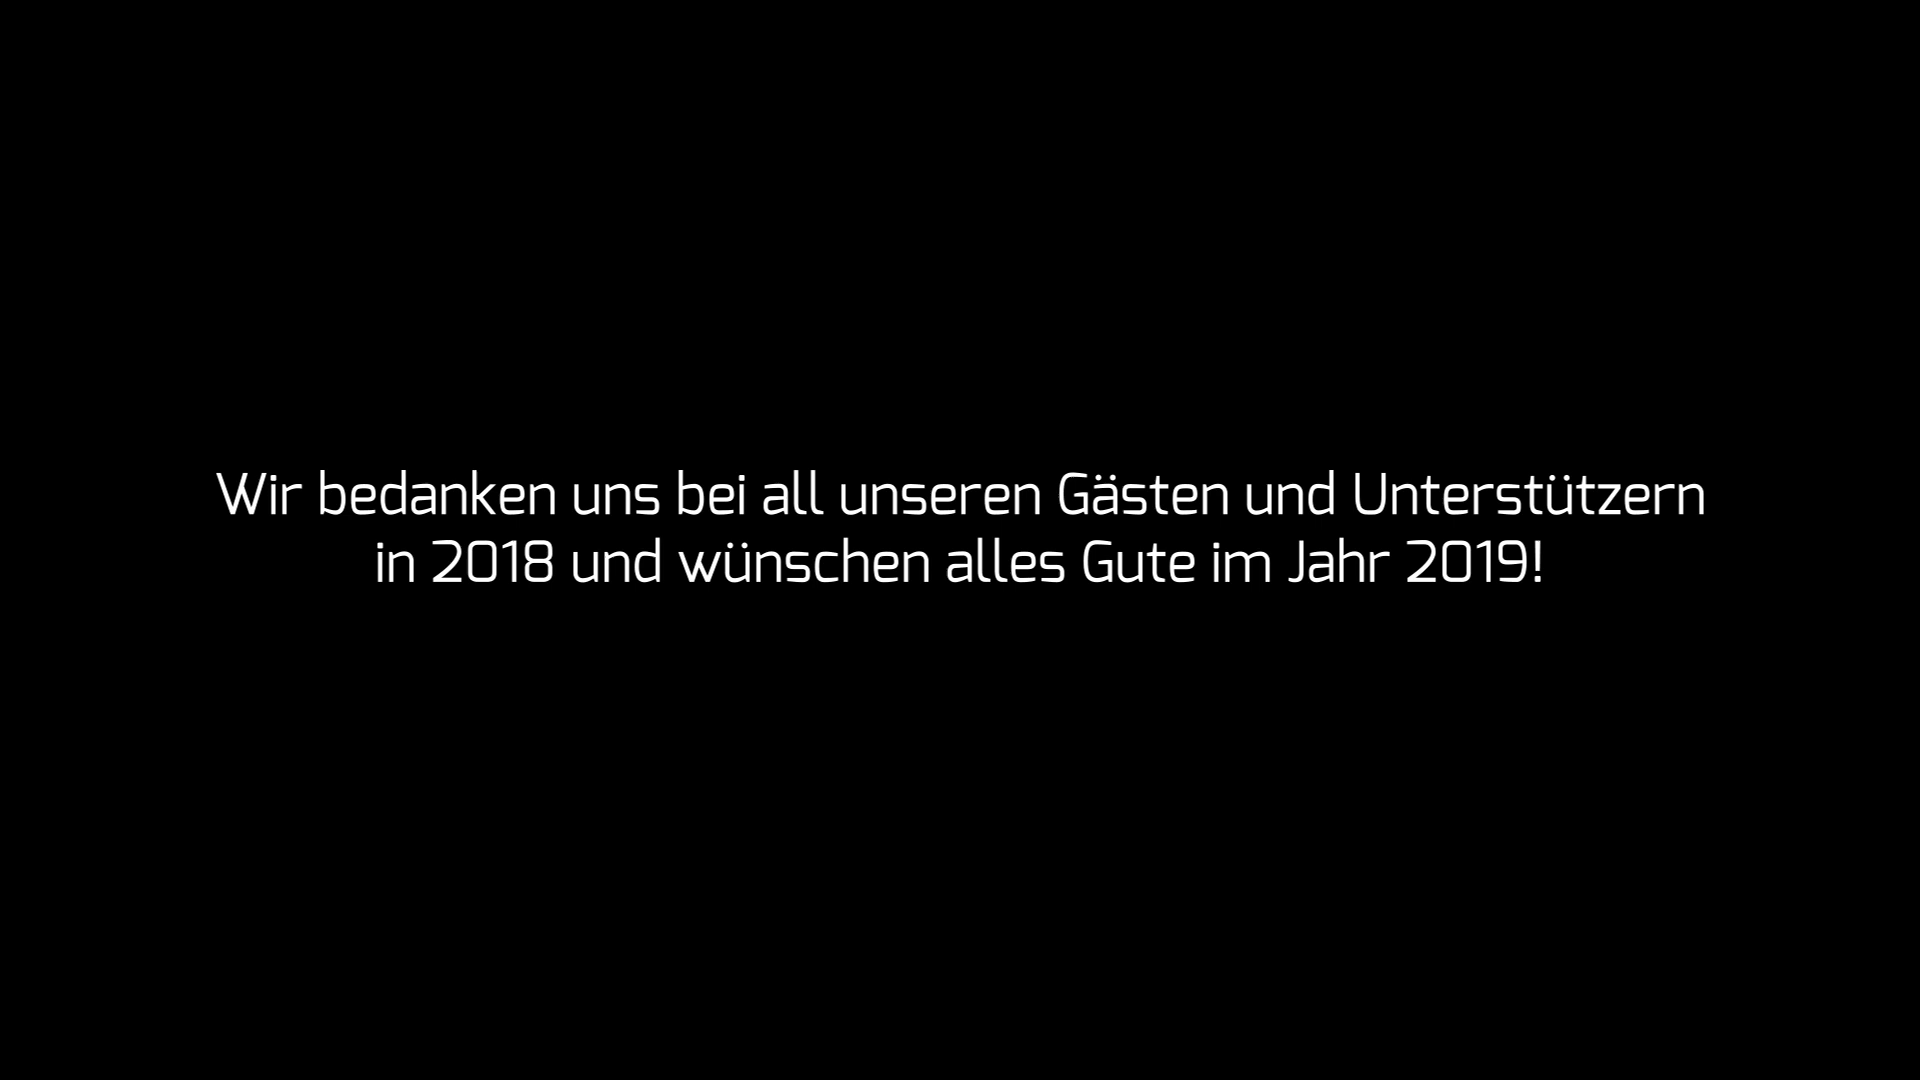 Wir bedanken uns bei all unseren Gästen und Unterstützern
in 2018 und wünschen alles Gute im Jahr 2019!